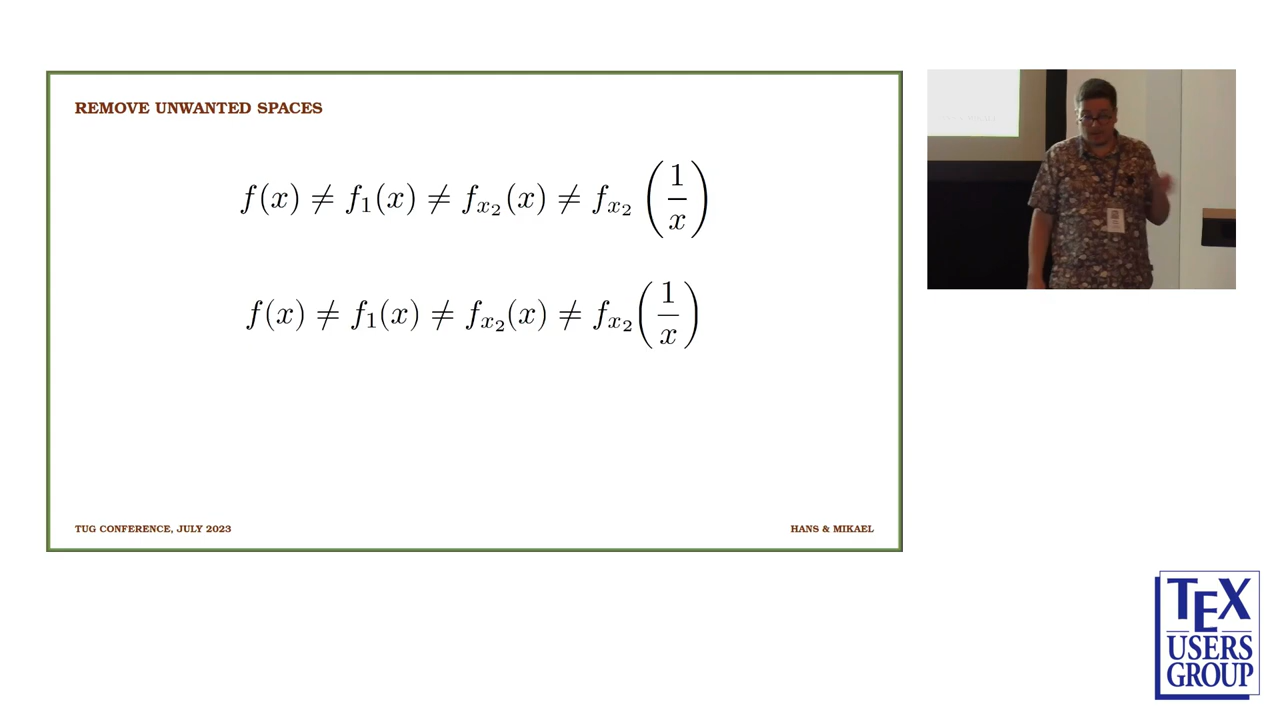 REMOVE UNWANTED SPACES
f(x) ≠ f₁(x) ≠ f_{x₂}(x) ≠ f_{x₂} (1/x)
f(x) ≠ f₁(x) ≠ f_{x₂}(x) ≠ f_{x₂}(1/x)
TUG CONFERENCE, JULY 2023
HANS & MIKAEL
TEX
USERS
GROUP